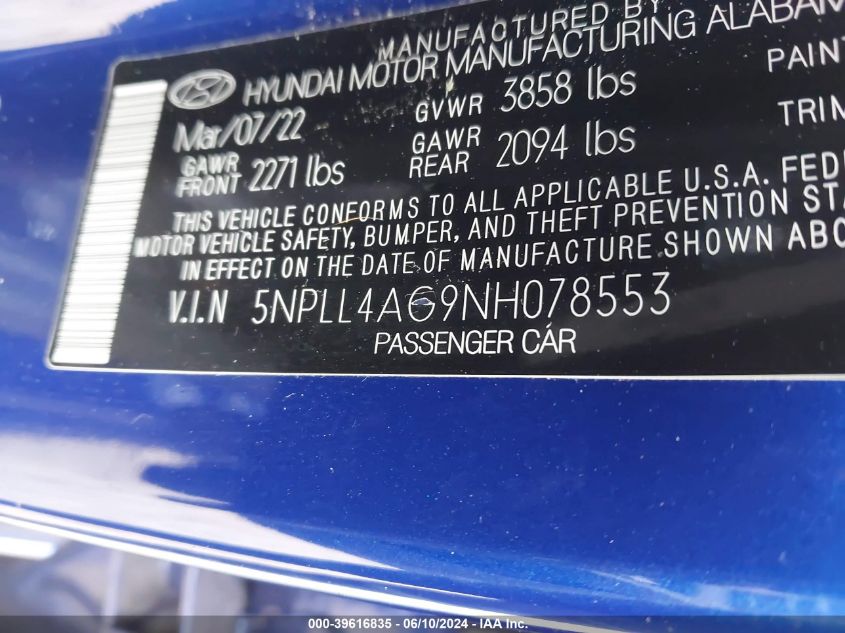 MANUFACTURED BY
HYUNDAI MOTOR MANUFACTURING ALABAM
Mar/07/22 GVWR 3858 lbs PAINT
GAWR FRONT 2271 lbs GAWR REAR 2094 lbs TRIM
THIS VEHICLE CONFORMS TO ALL APPLICABLE U.S.A. FEDE
MOTOR VEHICLE SAFETY, BUMPER, AND THEFT PREVENTION STA
IN EFFECT ON THE DATE OF MANUFACTURE SHOWN ABO
V.I.N 5NPLL4AG9NH078553
PASSENGER CAR
000-39616835 - 06/10/2024 - IAA Inc.